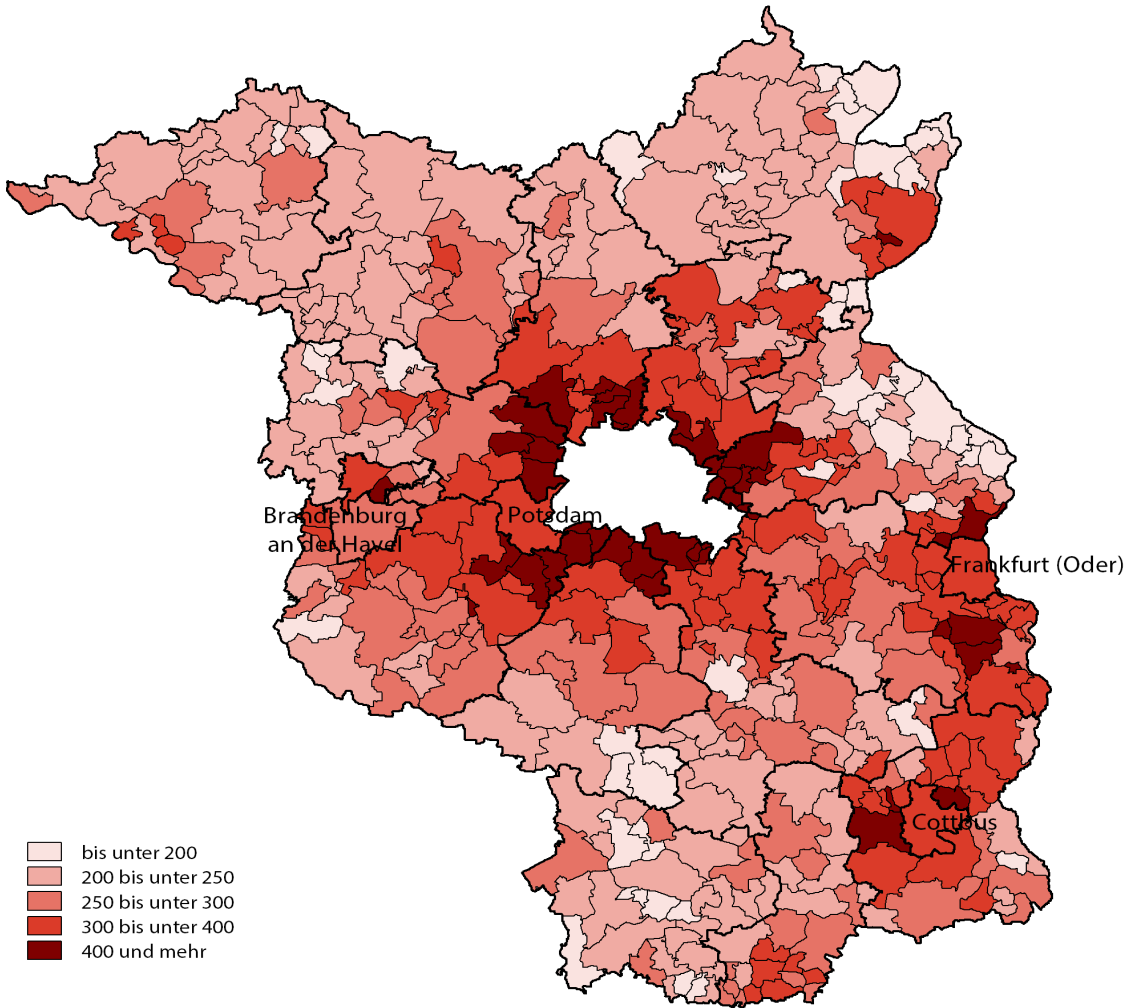 Brandenburg
an der Havel
Potsdam
Frankfurt (Oder)
Cottbus
bis unter 200
200 bis unter 250
250 bis unter 300
300 bis unter 400
400 und mehr